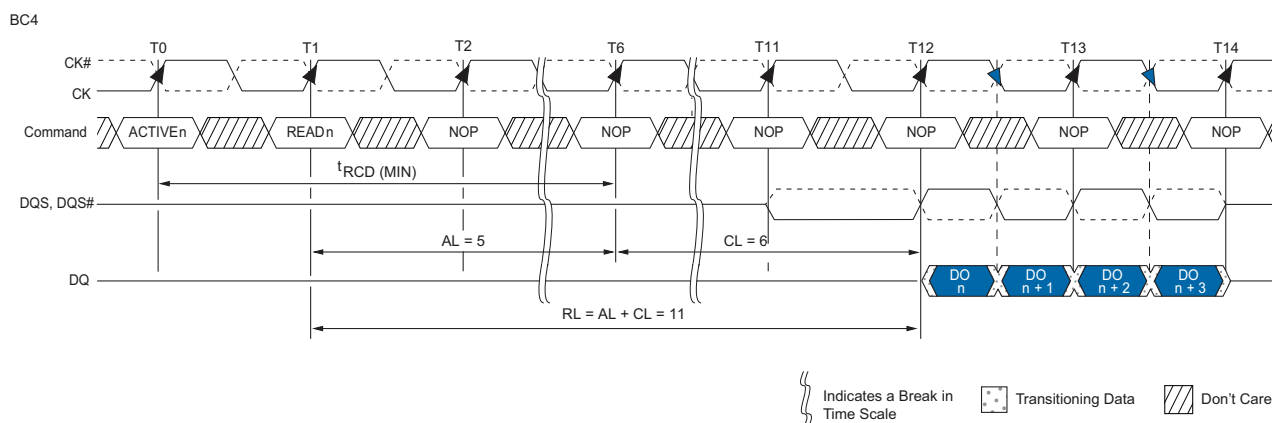 BC4
T0 T1 T2 T6 T11 T12 T13 T14
CK#
CK
Command ACTIVE n READ n NOP NOP NOP NOP NOP NOP
tRCD (MIN)
DQS, DQS#
AL = 5 CL = 6
DQ DO n DO n + 1 DO n + 2 DO n + 3
RL = AL + CL = 11
Indicates a Break in Time Scale
Transitioning Data
Don't Care